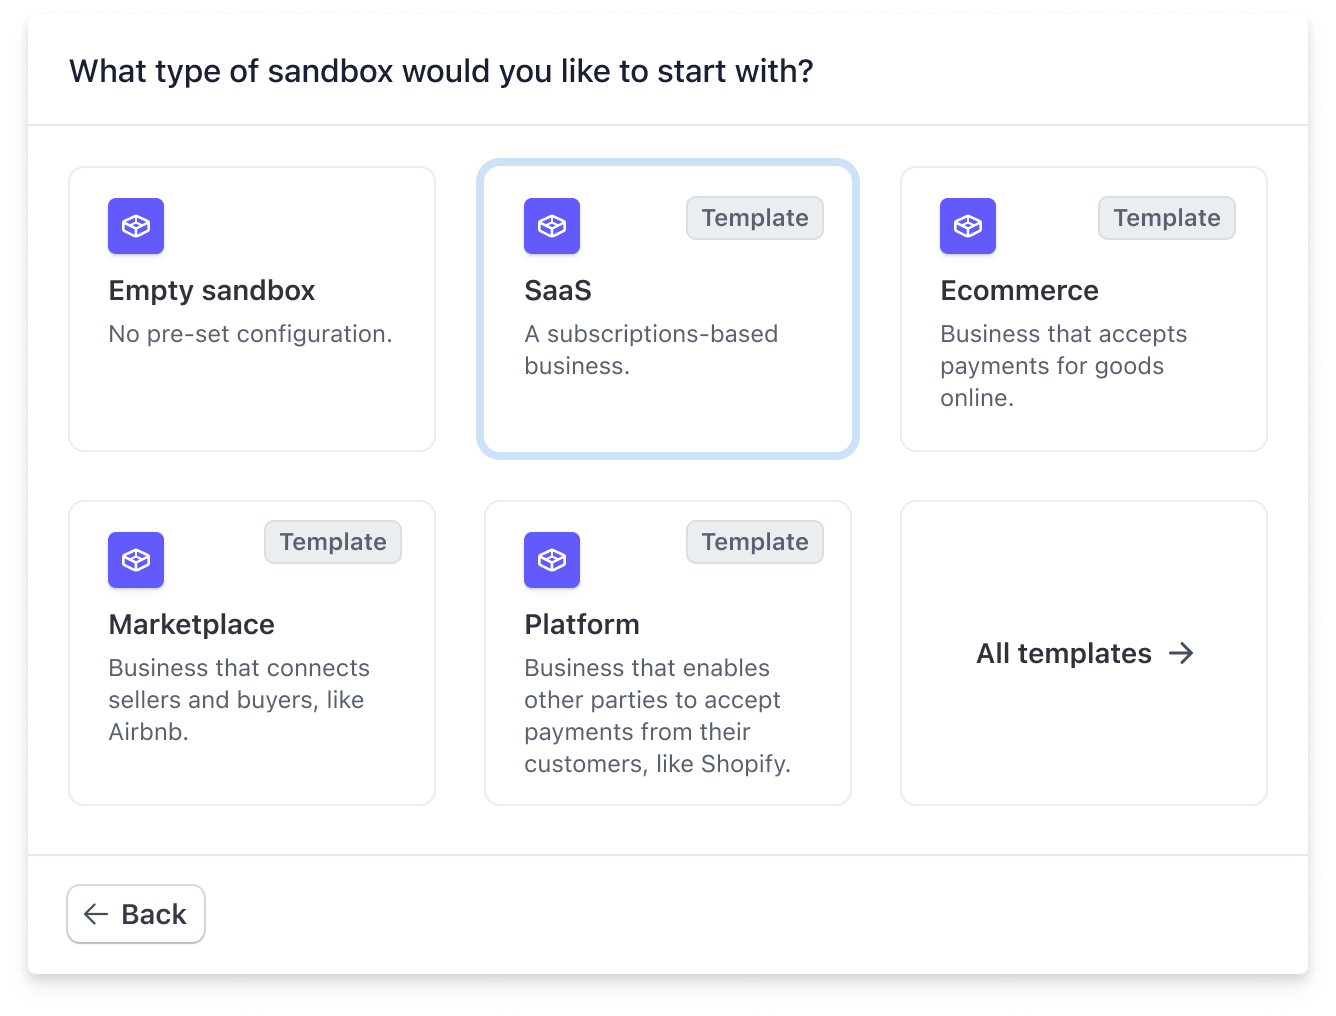 What type of sandbox would you like to start with?
Empty sandbox
No pre-set configuration.
Template
SaaS
A subscriptions-based
business.
Template
Ecommerce
Business that accepts
payments for goods
online.
Template
Marketplace
Business that connects
sellers and buyers, like
Airbnb.
Template
Platform
Business that enables
other parties to accept
payments from their
customers, like Shopify.
All templates →
← Back